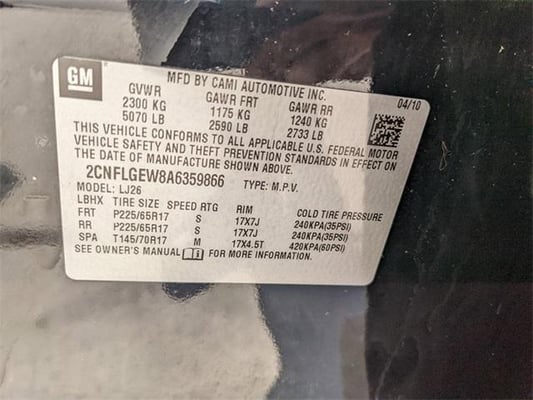 GM
MFD BY CAMI AUTOMOTIVE INC.
GVWR GAWR FRT GAWR RR 04/10
2300 KG 1175 KG 1240 KG
5070 LB 2590 LB 2733 LB
THIS VEHICLE CONFORMS TO ALL APPLICABLE U.S. FEDERAL MOTOR
VEHICLE SAFETY AND THEFT PREVENTION STANDARDS IN EFFECT ON
THE DATE OF MANUFACTURE SHOWN ABOVE.
2CNFLGEW8A6359866 TYPE: M.P.V.
MODEL: LJ26
LBHX TIRE SIZE SPEED RTG RIM COLD TIRE PRESSURE
FRT P225/65R17 S 17X7J 240KPA(35PSI)
RR P225/65R17 S 17X7J 240KPA(35PSI)
SPA T145/70R17 M 17X4.5T 420KPA(60PSI)
SEE OWNER'S MANUAL FOR MORE INFORMATION.